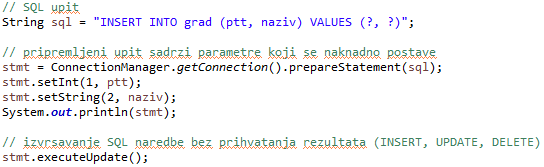 // SQL upit
String sql = "INSERT INTO grad (ptt, naziv) VALUES (?, ?)";
// pripremljeni upit sadrzi parametre koji se naknadno postave
stmt = ConnectionManager.getConnection().prepareStatement(sql);
stmt.setInt(1, ptt);
stmt.setString(2, naziv);
System.out.println(stmt);
// izvrsavanje SQL naredbe bez prihvatanja rezultata (INSERT, UPDATE, DELETE)
stmt.executeUpdate();